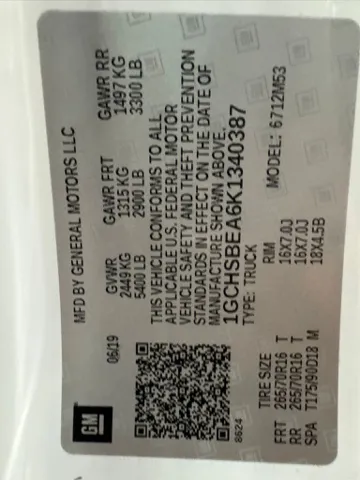 GM
MFD BY GENERAL MOTORS LLC
06/19 GVWR GAWR FRT GAWR RR
2449 KG 1315 KG 1497 KG
5400 LB 2900 LB 3300 LB
THIS VEHICLE CONFORMS TO ALL
APPLICABLE U.S. FEDERAL MOTOR
VEHICLE SAFETY AND THEFT PREVENTION
STANDARDS IN EFFECT ON THE DATE OF
MANUFACTURE SHOWN ABOVE.
1GCHSBEA6K1340387
8624 TYPE: TRUCK MODEL: 6712M53
TIRE SIZE RIM
FRT 265/70R16 T 16X7.0J
RR 265/70R16 T 16X7.0J
SPA T175/90D18 M 18X4.5B